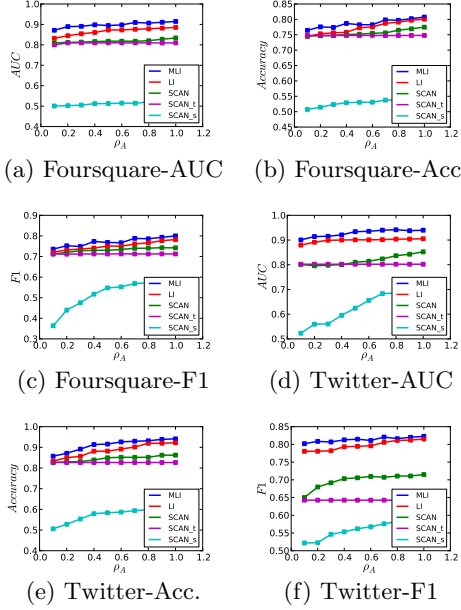 0.9
0.8
0.7
0.6
0.5
0.4
AUC
0.0 0.2 0.4 0.6 0.8 1.0 1.2
ρA
MLI
LI
SCAN
SCAN_t
SCAN_s
(a) Foursquare-AUC
0.85
0.80
0.75
0.70
0.65
0.60
0.55
0.50
0.45
Accuracy
0.0 0.2 0.4 0.6 0.8 1.0 1.2
ρA
MLI
LI
SCAN
SCAN_t
SCAN_s
(b) Foursquare-Acc
0.9
0.8
0.7
0.6
0.5
0.4
0.3
F1
0.0 0.2 0.4 0.6 0.8 1.0 1.2
ρA
MLI
LI
SCAN
SCAN_t
SCAN_s
(c) Foursquare-F1
1.0
0.9
0.8
0.7
0.6
0.5
AUC
0.0 0.2 0.4 0.6 0.8 1.0 1.2
ρA
MLI
LI
SCAN
SCAN_t
SCAN_s
(d) Twitter-AUC
1.0
0.9
0.8
0.7
0.6
0.5
0.4
Accuracy
0.0 0.2 0.4 0.6 0.8 1.0 1.2
ρA
MLI
LI
SCAN
SCAN_t
SCAN_s
(e) Twitter-Acc.
0.85
0.80
0.75
0.70
0.65
0.60
0.55
0.50
F1
0.0 0.2 0.4 0.6 0.8 1.0 1.2
ρA
MLI
LI
SCAN
SCAN_t
SCAN_s
(f) Twitter-F1